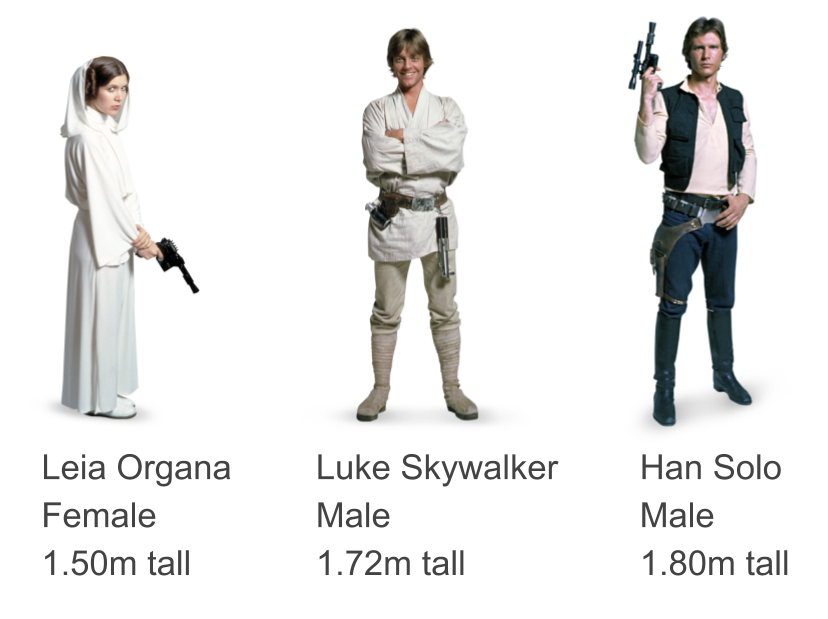 Leia Organa
Female
1.50m tall
Luke Skywalker
Male
1.72m tall
Han Solo
Male
1.80m tall